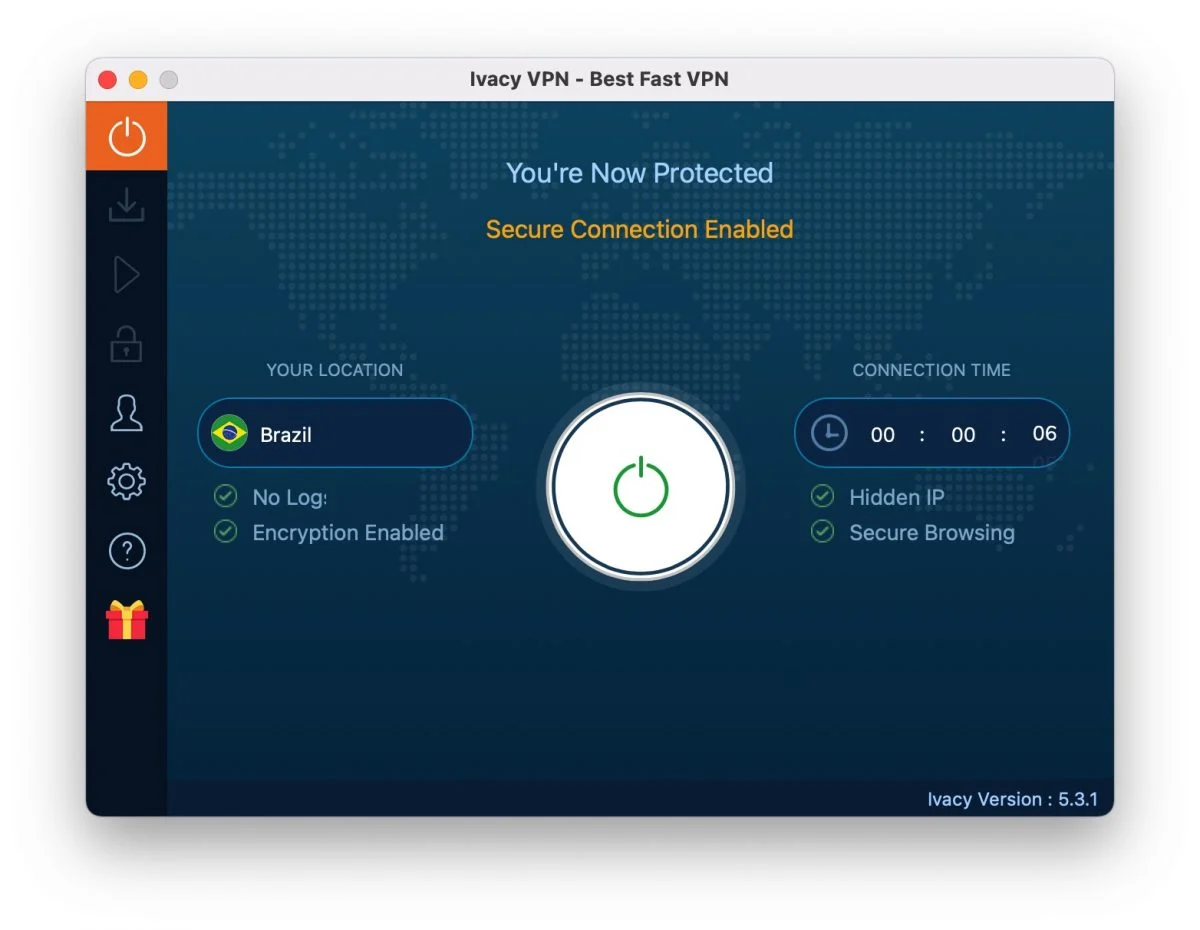 Ivacy VPN - Best Fast VPN
You're Now Protected
Secure Connection Enabled
YOUR LOCATION
Brazil
No Logs
Encryption Enabled
CONNECTION TIME
00 : 00 : 06
Hidden IP
Secure Browsing
Ivacy Version : 5.3.1